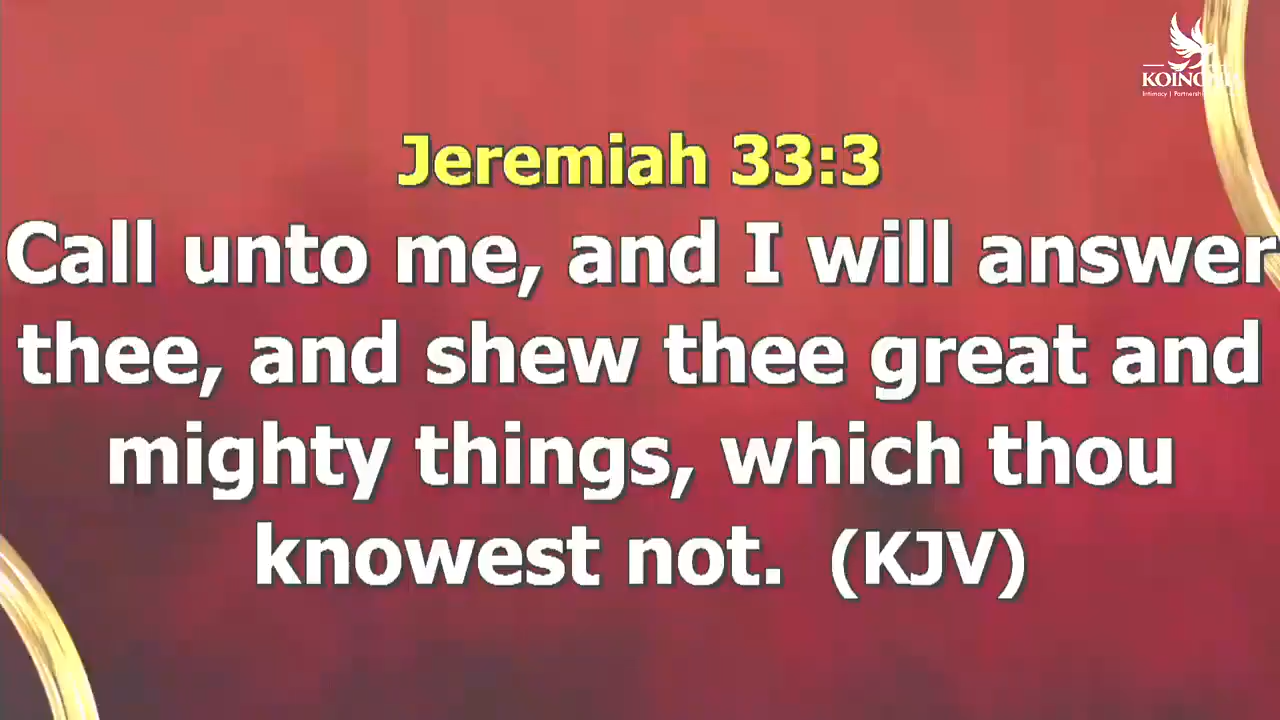 Jeremiah 33:3
Call unto me, and I will answer
thee, and shew thee great and
mighty things, which thou
knowest not.  (KJV)
Intimacy |